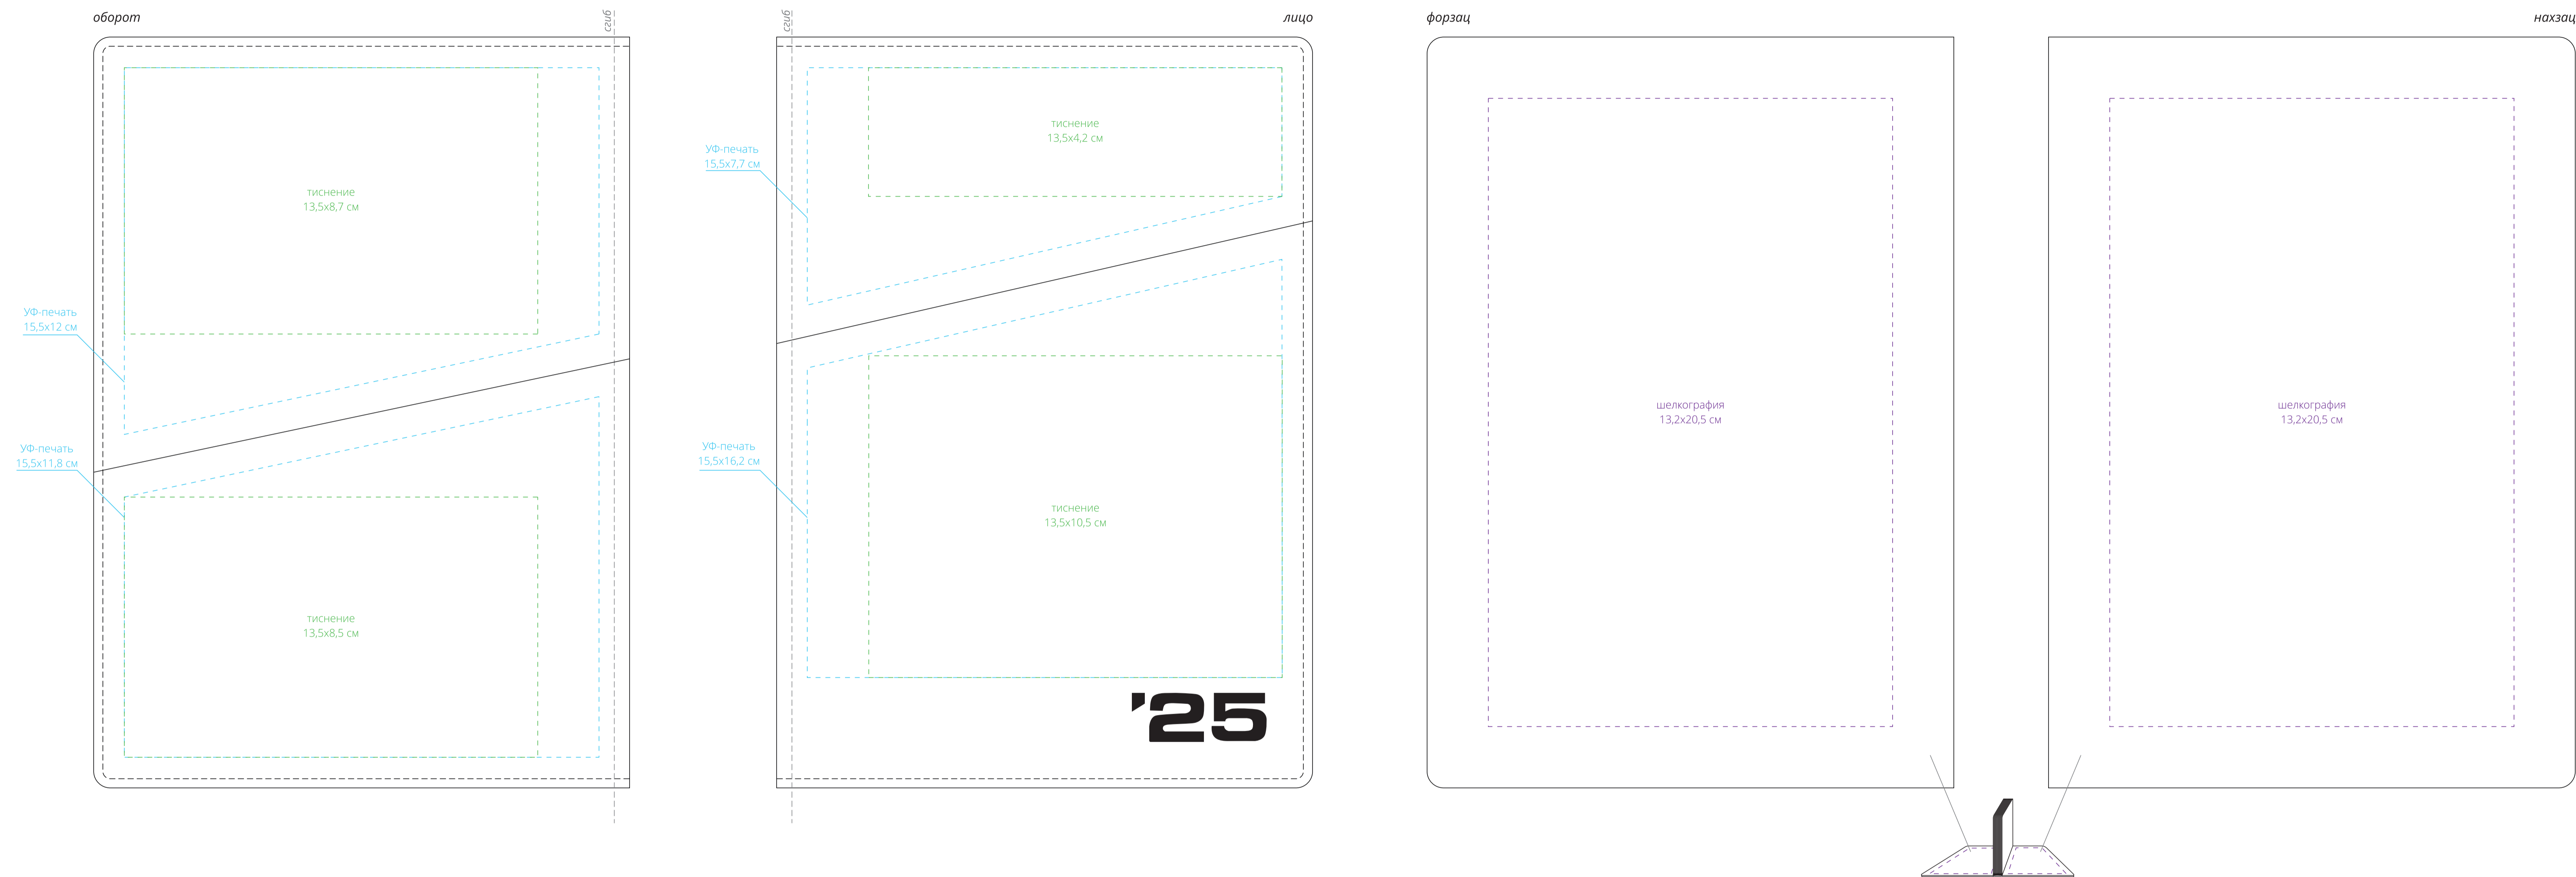 оборот
сгиб
тиснение
13,5х8,7 см
УФ-печать
15,5х12 см
УФ-печать
15,5х11,8 см
тиснение
13,5х8,5 см
сгиб
лицо
тиснение
13,5х4,2 см
УФ-печать
15,5х7,7 см
УФ-печать
15,5х16,2 см
тиснение
13,5х10,5 см
'25
форзац
шелкография
13,2х20,5 см
нахзац
шелкография
13,2х20,5 см